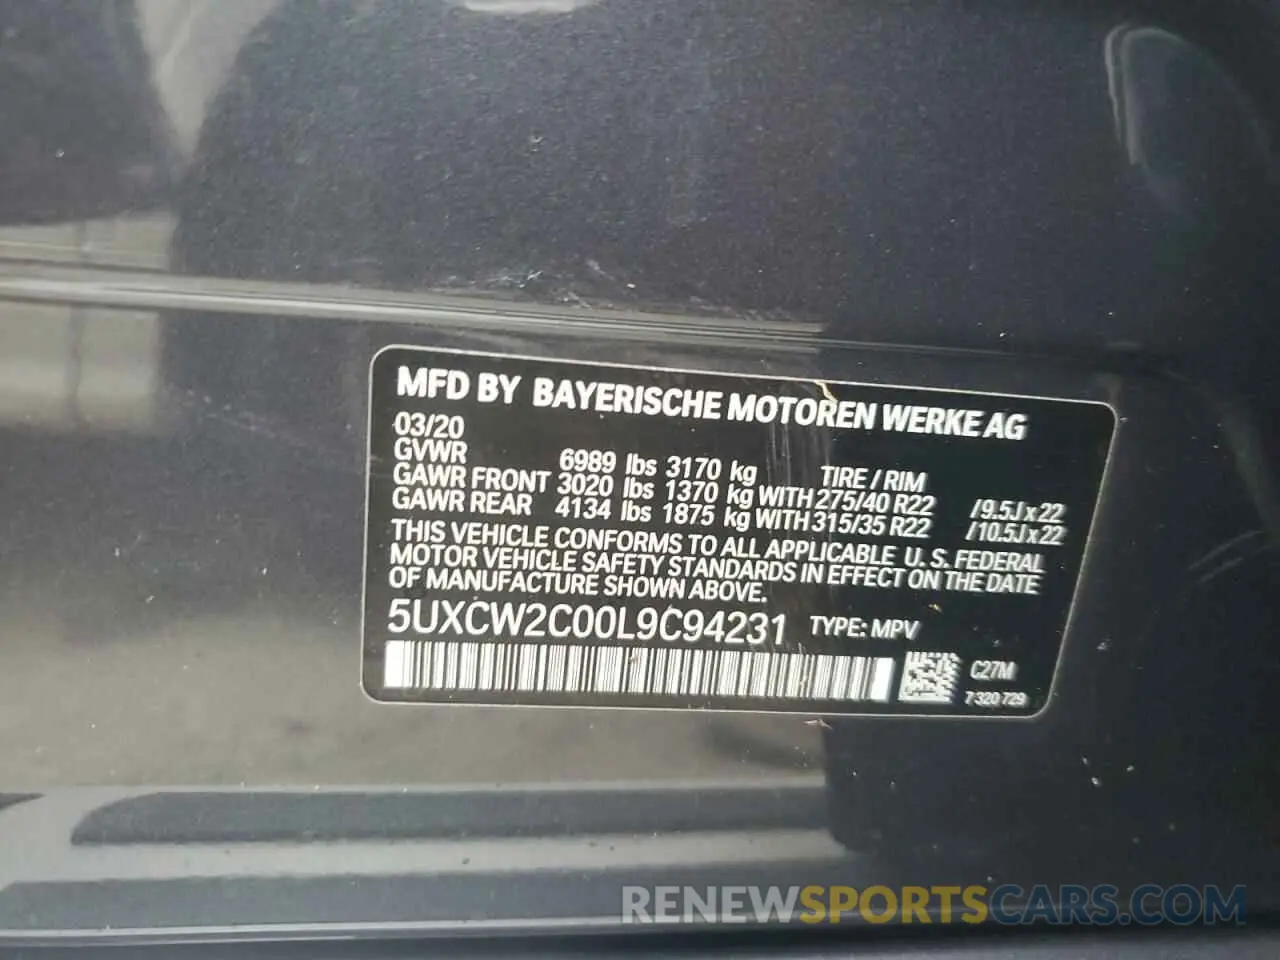 MFD BY BAYERISCHE MOTOREN WERKE AG
03/20
GVWR 6989 lbs 3170 kg TIRE / RIM
GAWR FRONT 3020 lbs 1370 kg WITH 275/40 R22 /9.5J x 22
GAWR REAR 4134 lbs 1875 kg WITH 315/35 R22 /10.5J x 22
THIS VEHICLE CONFORMS TO ALL APPLICABLE U. S. FEDERAL
MOTOR VEHICLE SAFETY STANDARDS IN EFFECT ON THE DATE
OF MANUFACTURE SHOWN ABOVE.
5UXCW2C00L9C94231 TYPE: MPV
C27M
7 320 729
RENEWSPORTSCARS.COM